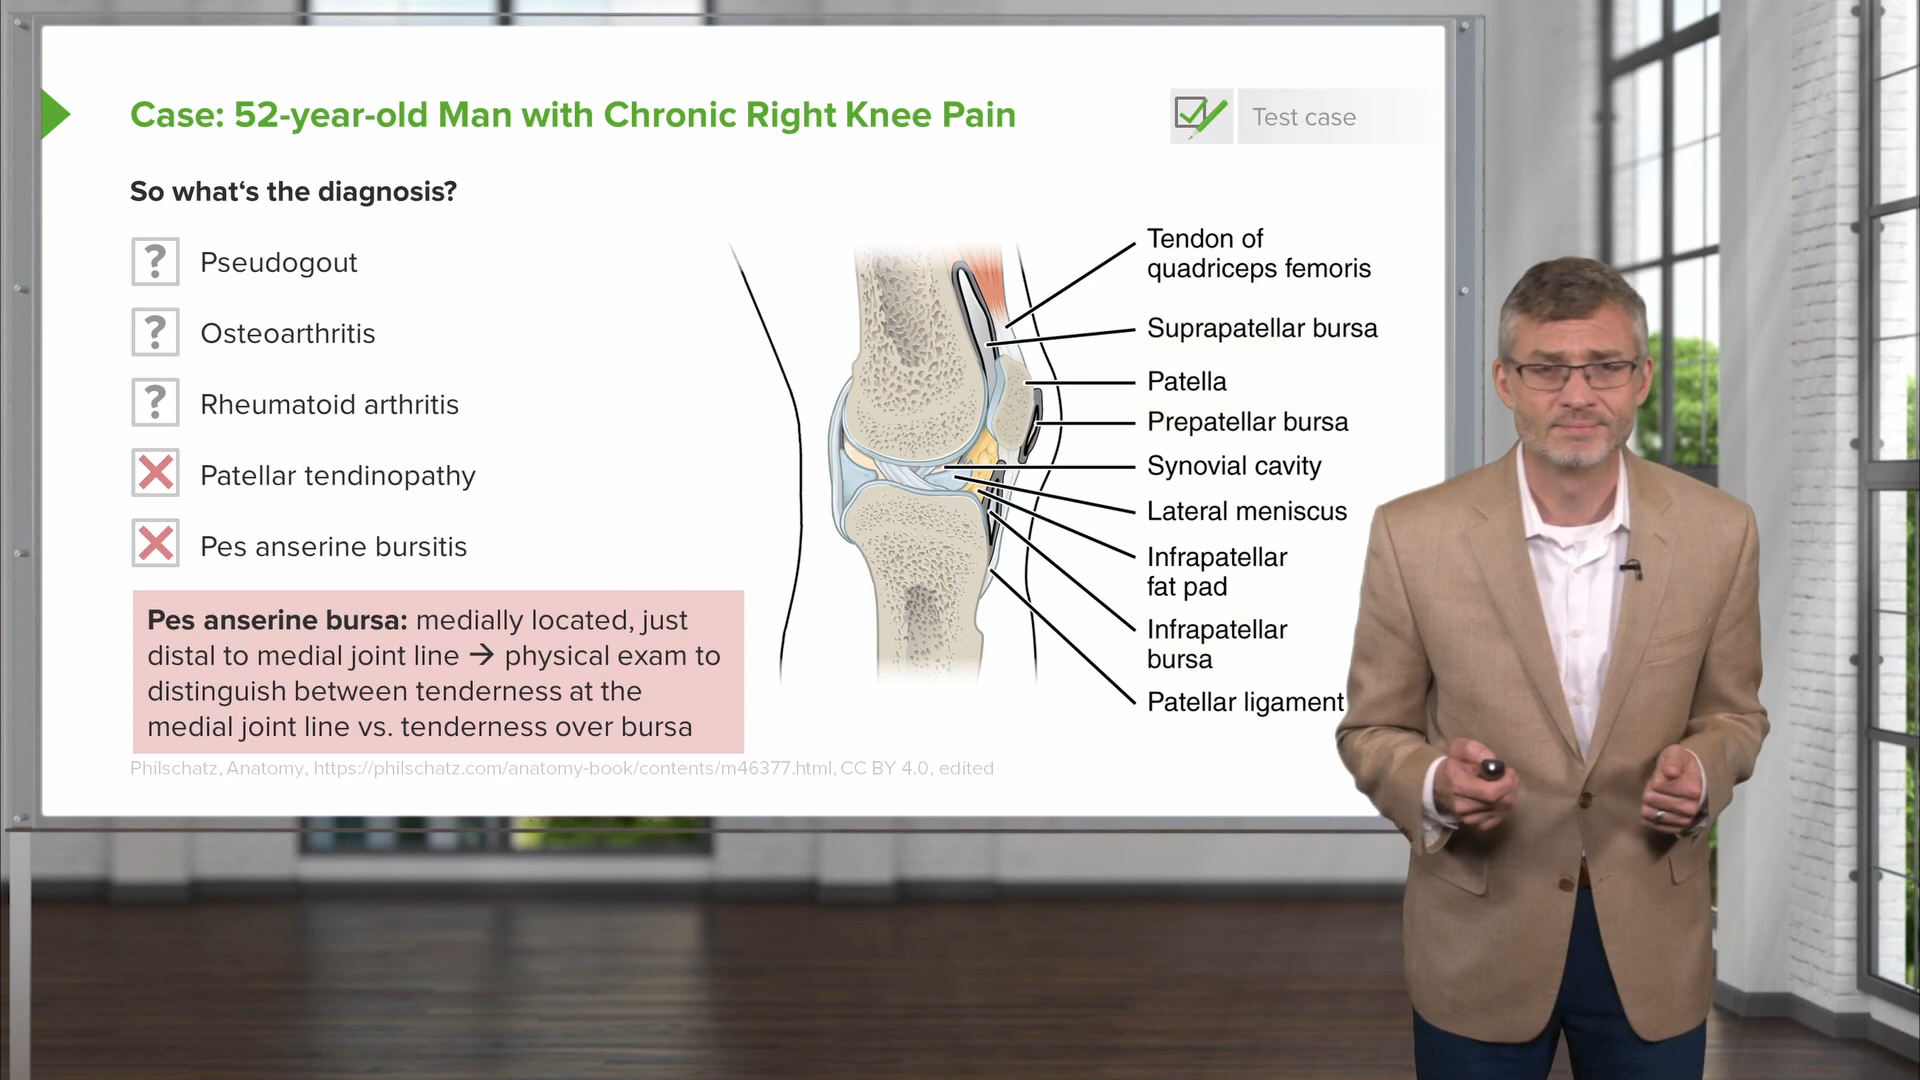 Case: 52-year-old Man with Chronic Right Knee Pain
Test case
So what‘s the diagnosis?
? Pseudogout
? Osteoarthritis
? Rheumatoid arthritis
Patellar tendinopathy
Pes anserine bursitis
Pes anserine bursa: medially located, just
distal to medial joint line → physical exam to
distinguish between tenderness at the
medial joint line vs. tenderness over bursa
Tendon of
quadriceps femoris
Suprapatellar bursa
Patella
Prepatellar bursa
Synovial cavity
Lateral meniscus
Infrapatellar
fat pad
Infrapatellar
bursa
Patellar ligament
Philschatz, Anatomy, https://philschatz.com/anatomy-book/contents/m46377.html, CC BY 4.0, edited